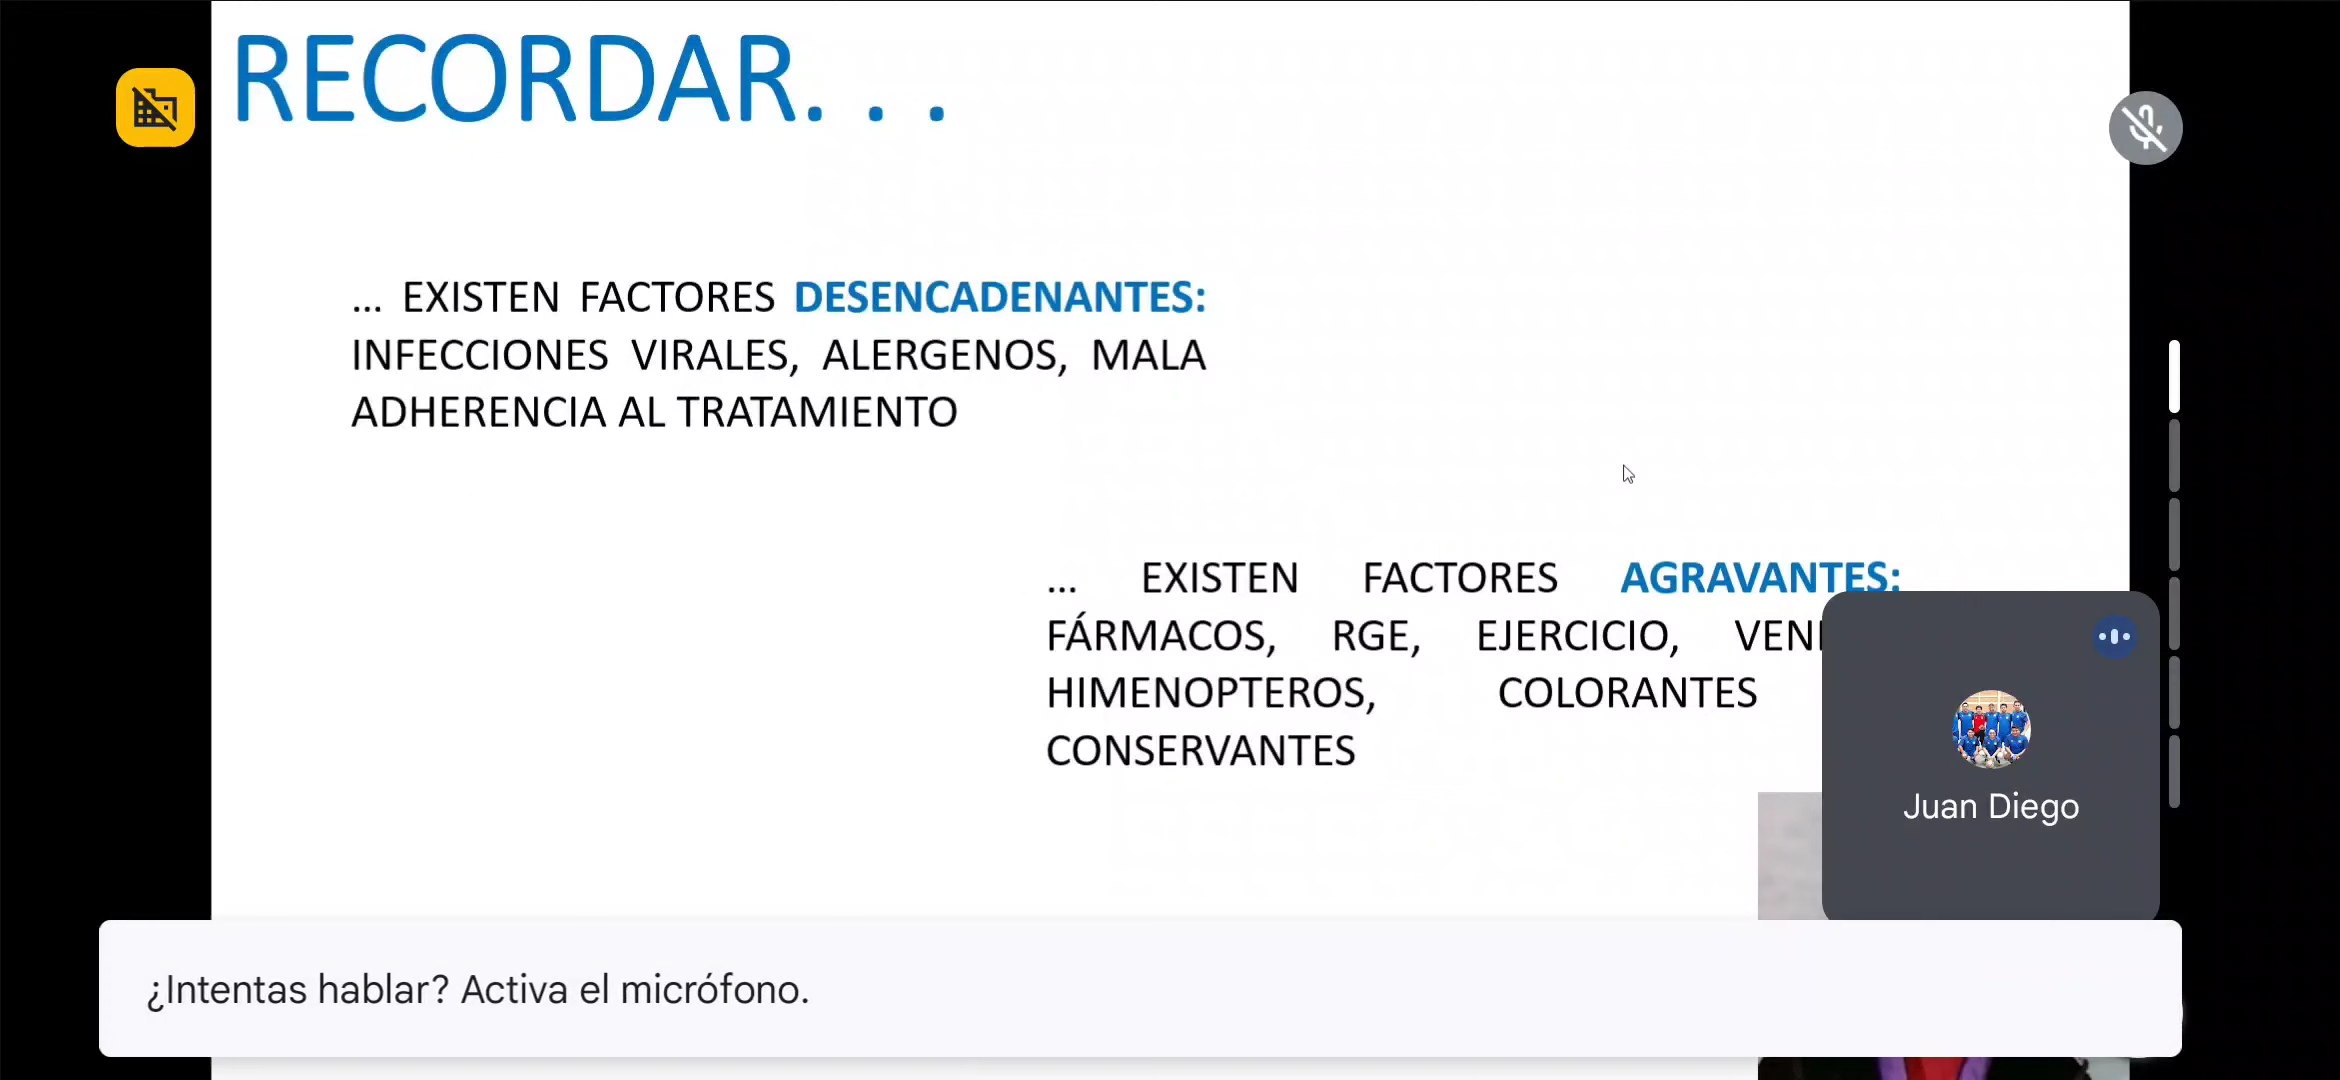 RECORDAR. . .
... EXISTEN FACTORES DESENCADENANTES:
INFECCIONES VIRALES, ALERGENOS, MALA
ADHERENCIA AL TRATAMIENTO
... EXISTEN FACTORES AGRAVANTES:
FÁRMACOS, RGE, EJERCICIO,
HIMENOPTEROS, COLORANTES
CONSERVANTES
Juan Diego
¿Intentas hablar? Activa el micrófono.